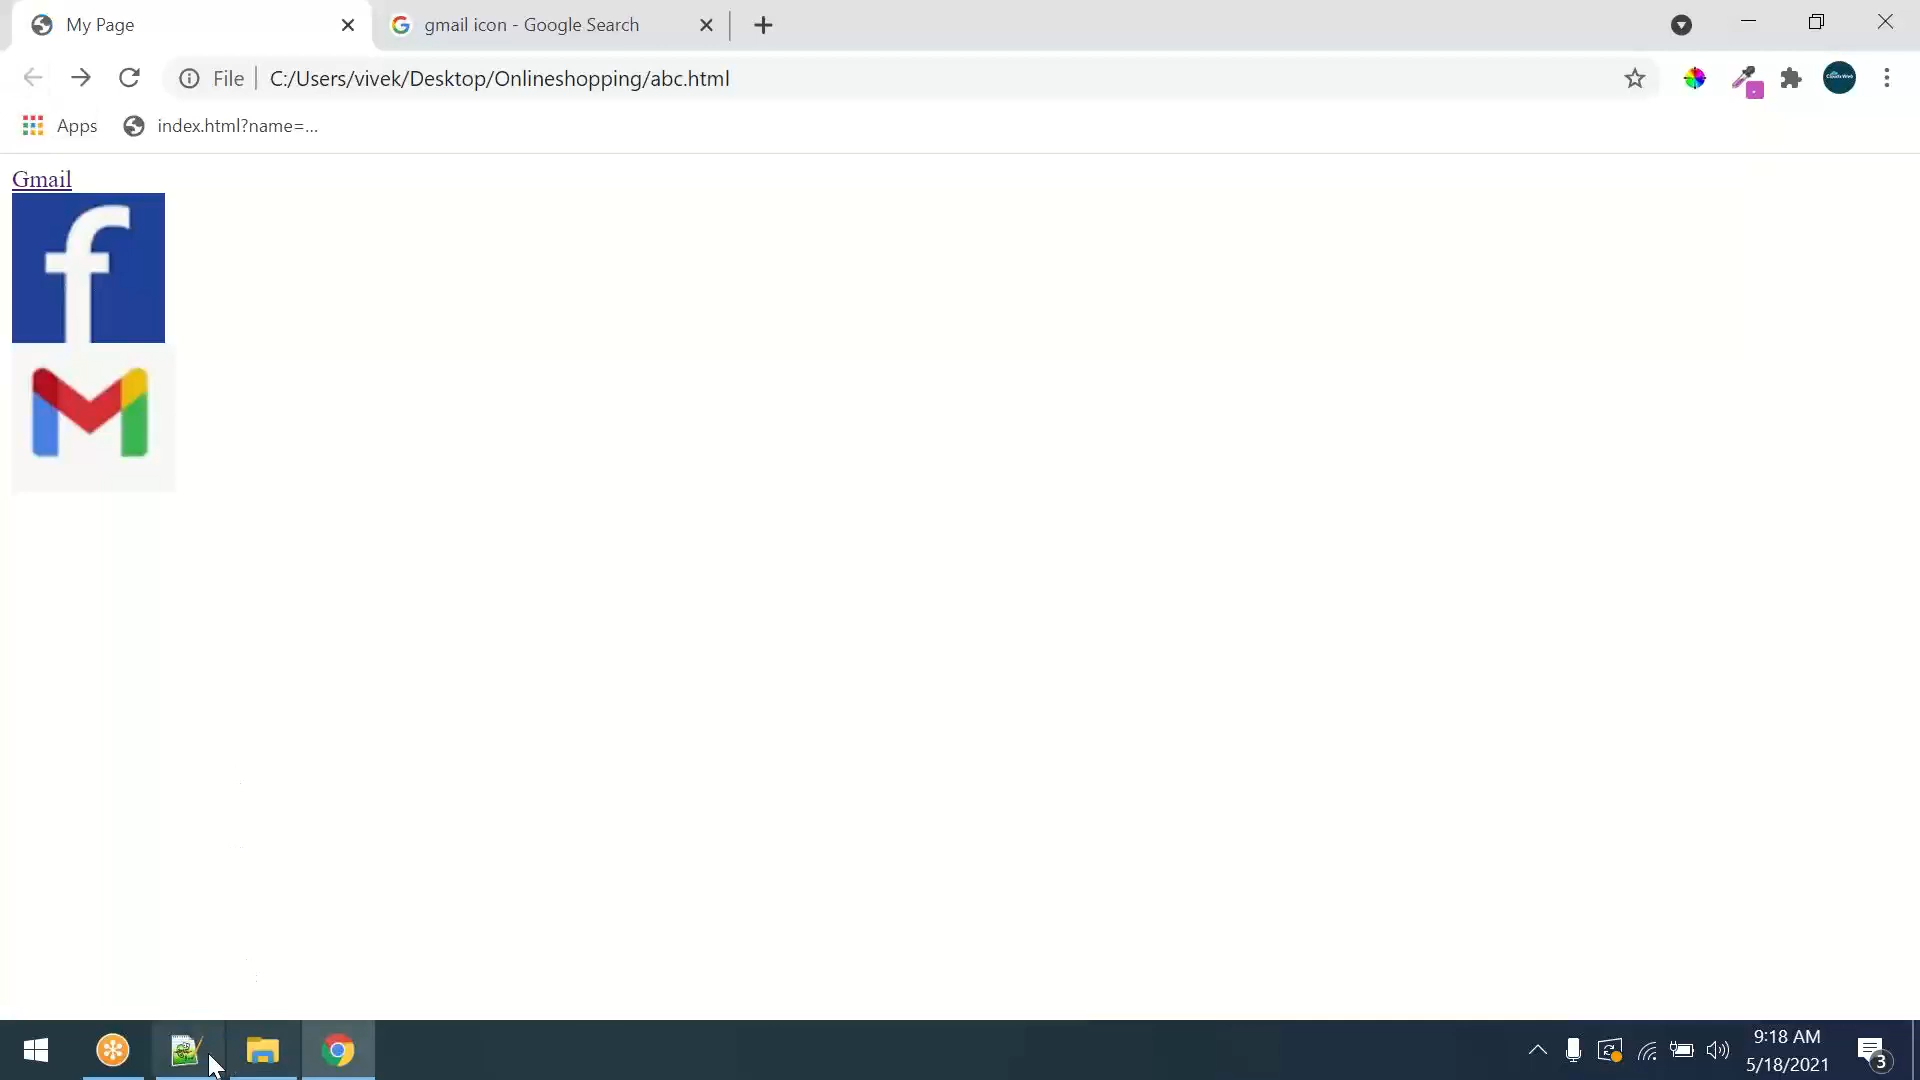 My Page
gmail icon - Google Search
File
C:/Users/vivek/Desktop/Onlineshopping/abc.html
Apps
index.html?name=...
Gmail
f
9:18 AM
5/18/2021
3